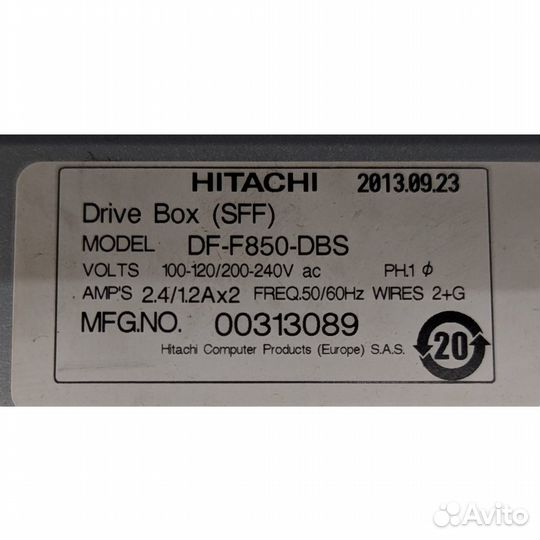 HITACHI 2013.09.23
Drive Box (SFF)
MODEL DF-F850-DBS
VOLTS 100-120/200-240V ac PH.1 ϕ
AMP'S 2.4/1.2Ax2 FREQ.50/60Hz WIRES 2+G
MFG.NO. 00313089
Hitachi Computer Products (Europe) S.A.S.
20
Avito